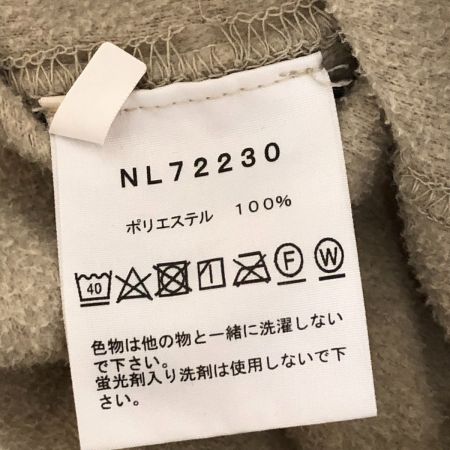 NL72230
ポリエステル 100%
40 F W
色物は他の物と一緒に洗濯しない
で下さい。
蛍光剤入り洗剤は使用しないで下
さい。